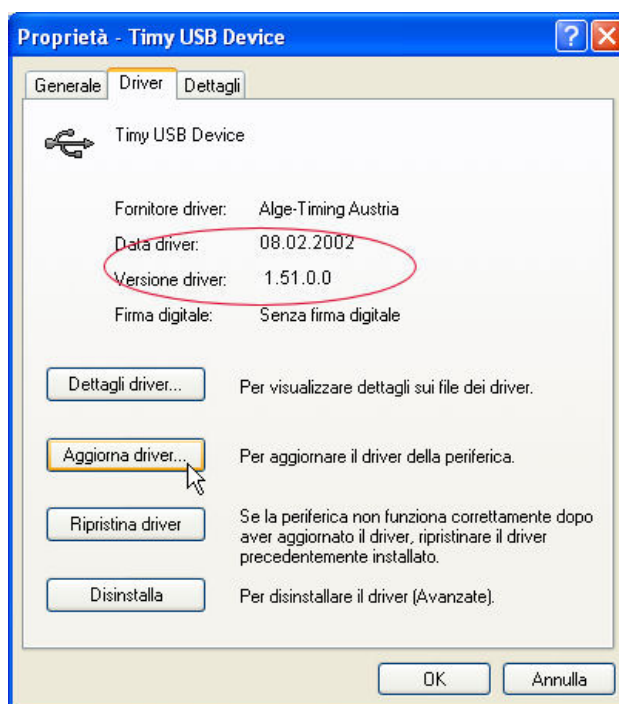 Proprietà - Timy USB Device
Generale Driver Dettagli
Timy USB Device
Fornitore driver: Alge-Timing Austria
Data driver: 08.02.2002
Versione driver: 1.51.0.0
Firma digitale: Senza firma digitale
Dettagli driver... Per visualizzare dettagli sui file dei driver.
Aggiorna driver... Per aggiornare il driver della periferica.
Ripristina driver Se la periferica non funziona correttamente dopo
aver aggiornato il driver, ripristinare il driver
precedentemente installato.
Disinstalla Per disinstallare il driver (Avanzate).
OK Annulla